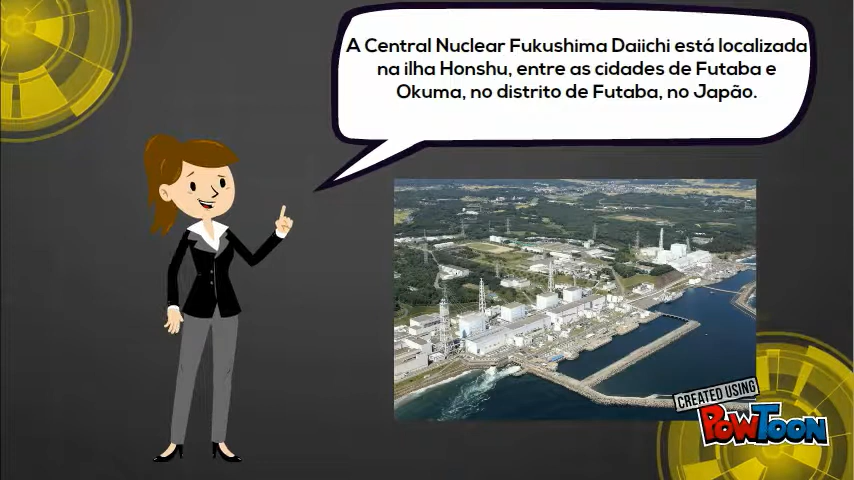 A Central Nuclear Fukushima Daiichi está localizada
na ilha Honshu, entre as cidades de Futaba e
Okuma, no distrito de Futaba, no Japão.
CREATED USING
POWTOON